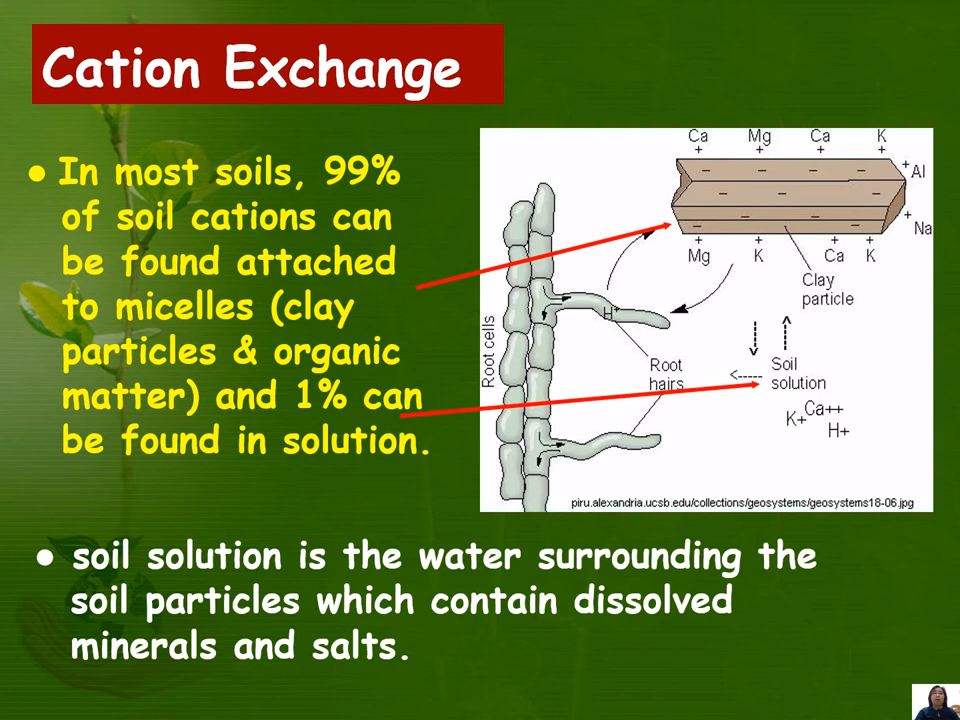 Cation Exchange
● In most soils, 99%
of soil cations can
be found attached
to micelles (clay
particles & organic
matter) and 1% can
be found in solution.
Ca Mg Ca K
+ + + +
+ Al
− − − −
− − −
− −
− −
+ Na
+ + + +
Mg K Ca K
Clay
particle
H+
Root cells
Root
hairs
<-----
Soil
solution
K+ Ca++
H+
piru.alexandria.ucsb.edu/collections/geosystems/geosystems18-06.jpg
● soil solution is the water surrounding the
soil particles which contain dissolved
minerals and salts.